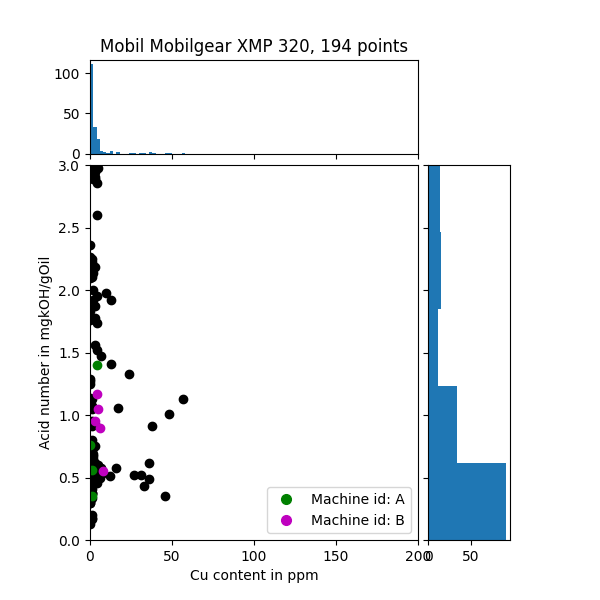 Mobil Mobilgear XMP 320, 194 points
100
50
0
3.0
2.5
2.0
1.5
1.0
0.5
0.0
Acid number in mgkOH/gOil
Machine id: A
Machine id: B
0 50 100 150 200
0 50
Cu content in ppm